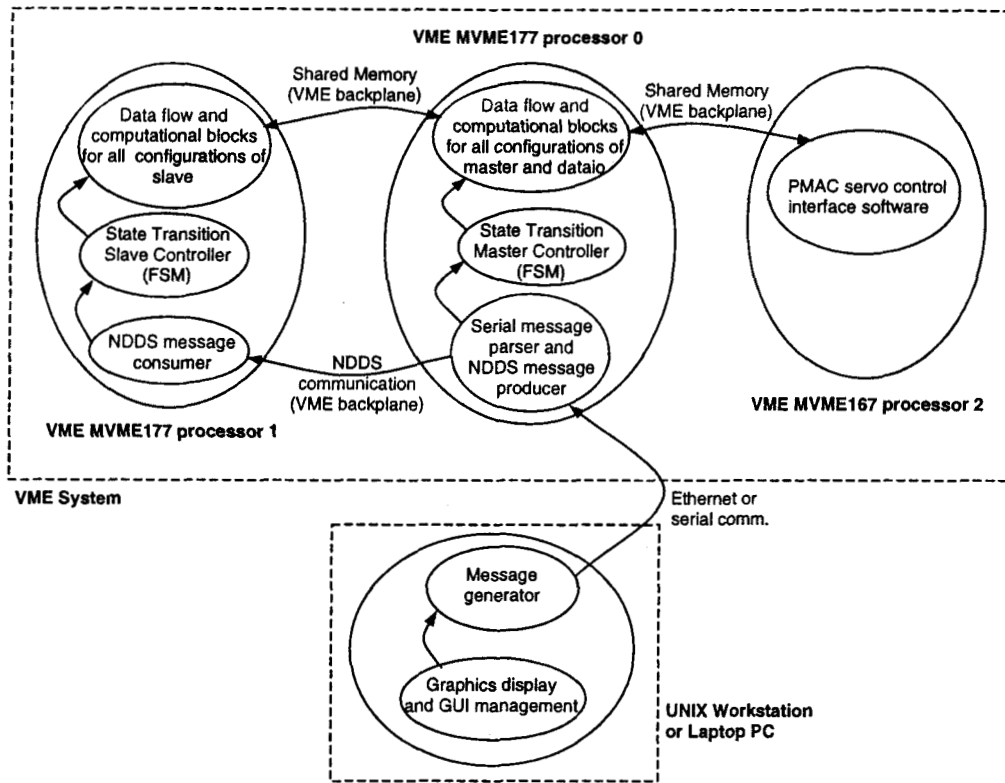 VME MVME177 processor 0
Shared Memory
(VME backplane)
Shared Memory
(VME backplane)
Data flow and
computational blocks
for all configurations of
slave
Data flow and
computational blocks
for all configurations of
master and dataio
PMAC servo control
interface software
State Transition
Slave Controller
(FSM)
State Transition
Master Controller
(FSM)
NDDS message
consumer
NDDS
communication
(VME backplane)
Serial message
parser and
NDDS message
producer
VME MVME177 processor 1
VME MVME167 processor 2
VME System
Ethernet or
serial comm.
Message
generator
Graphics display
and GUI management
UNIX Workstation
or Laptop PC